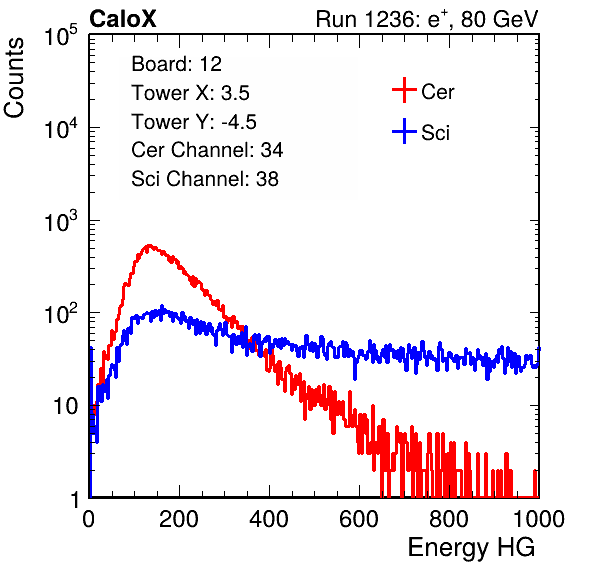 CaloX Run 1236: e⁺, 80 GeV
Counts
Board: 12
Tower X: 3.5
Tower Y: -4.5
Cer Channel: 34
Sci Channel: 38
Cer
Sci
10⁵
10⁴
10³
10²
10
1
0 200 400 600 800 1000
Energy HG